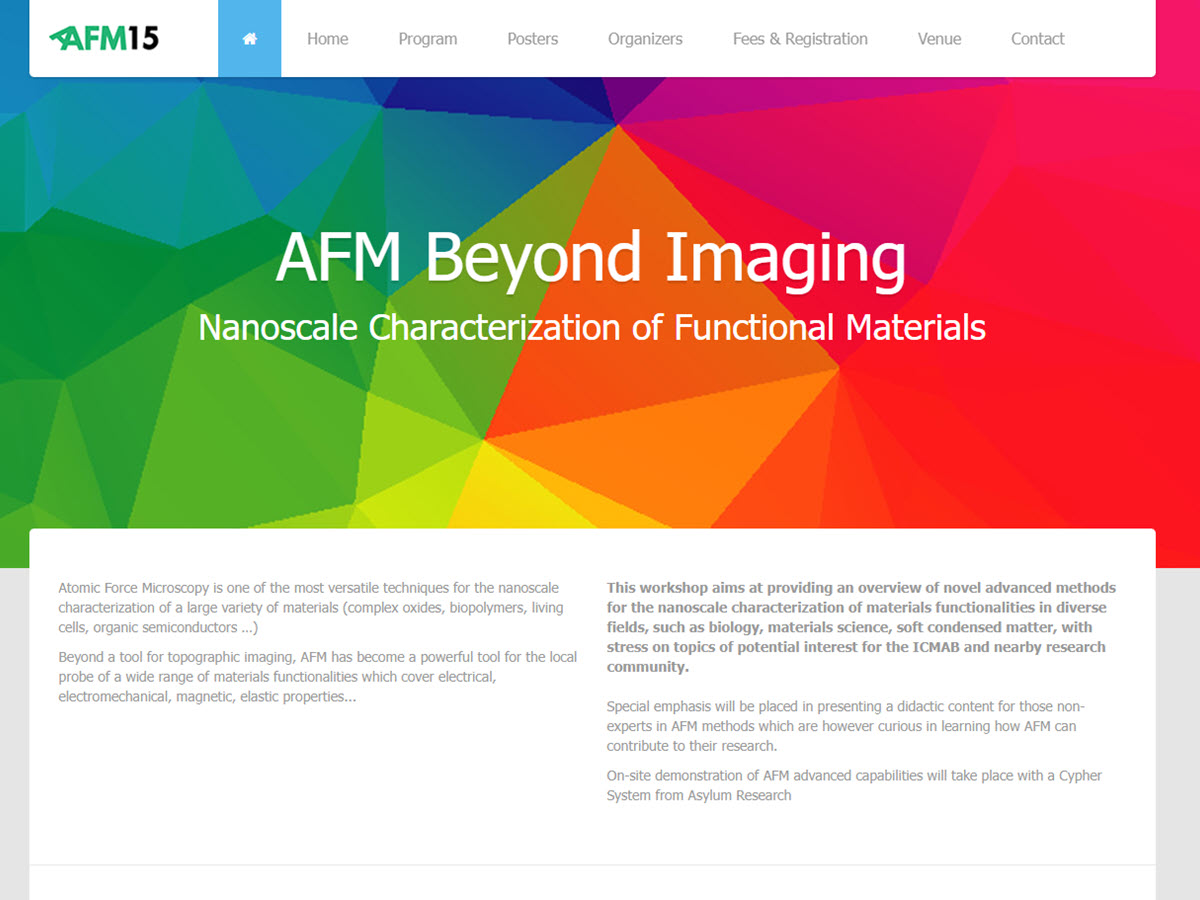 AFM15
Home
Program
Posters
Organizers
Fees & Registration
Venue
Contact
AFM Beyond Imaging
Nanoscale Characterization of Functional Materials
Atomic Force Microscopy is one of the most versatile techniques for the nanoscale
characterization of a large variety of materials (complex oxides, biopolymers, living
cells, organic semiconductors ...)
Beyond a tool for topographic imaging, AFM has become a powerful tool for the local
probe of a wide range of materials functionalities which cover electrical,
electromechanical, magnetic, elastic properties...
This workshop aims at providing an overview of novel advanced methods
for the nanoscale characterization of materials functionalities in diverse
fields, such as biology, materials science, soft condensed matter, with
stress on topics of potential interest for the ICMAB and nearby research
community.
Special emphasis will be placed in presenting a didactic content for those non-
experts in AFM methods which are however curious in learning how AFM can
contribute to their research.
On-site demonstration of AFM advanced capabilities will take place with a Cypher
System from Asylum Research